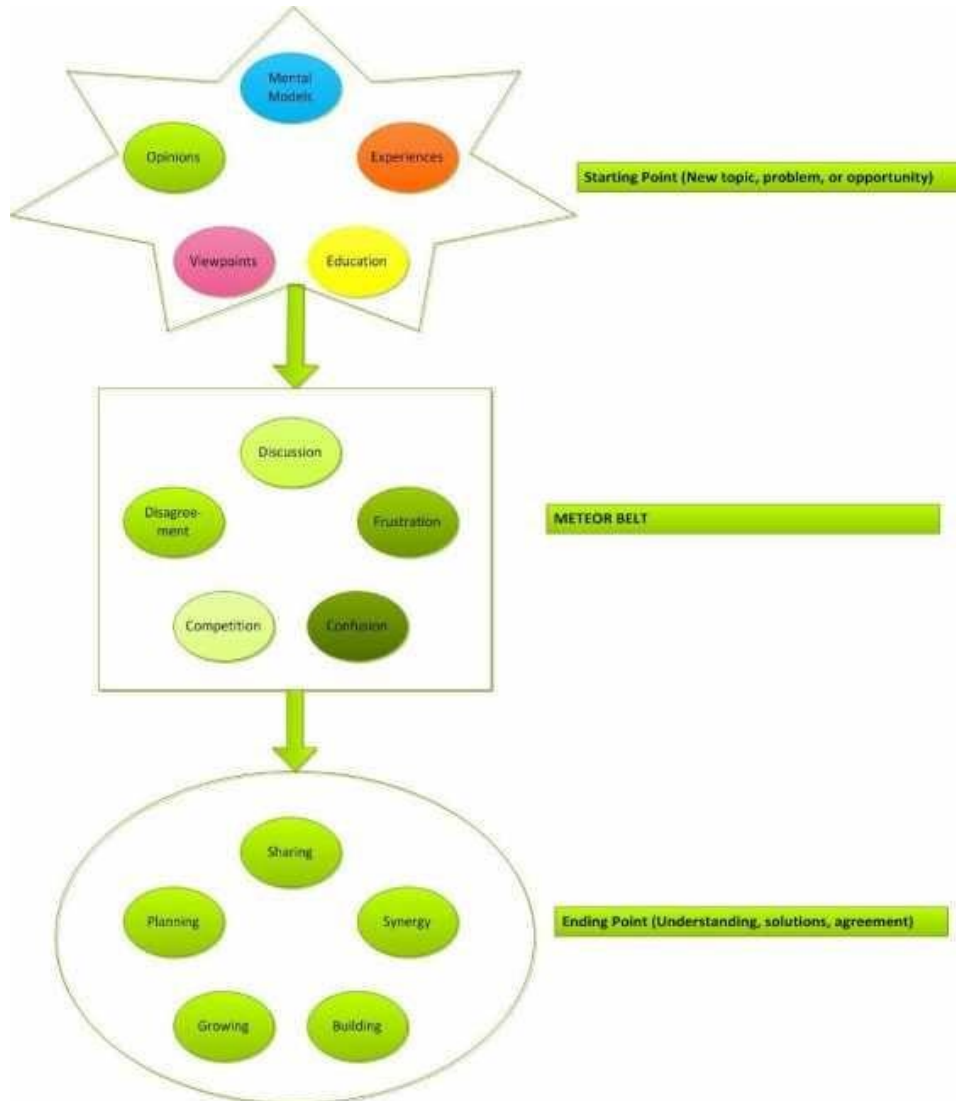 Mental
Models
Opinions
Experiences
Starting Point (New topic, problem, or opportunity)
Viewpoints
Education
Discussion
Disagree-
ment
Frustration
METEOR BELT
Competition
Confusion
Sharing
Planning
Synergy
Ending Point (Understanding, solutions, agreement)
Growing
Building